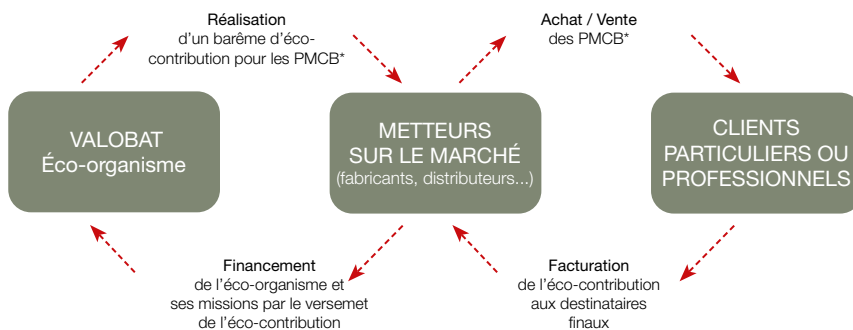 Réalisation
d'un barême d'éco-
contribution pour les PMCB*
Achat / Vente
des PMCB*
VALOBAT
Éco-organisme
METTEURS
SUR LE MARCHÉ
(fabricants, distributeurs...)
CLIENTS
PARTICULIERS OU
PROFESSIONNELS
Financement
de l'éco-organisme et
ses missions par le versemet
de l'éco-contribution
Facturation
de l'éco-contribution
aux destinataires
finaux